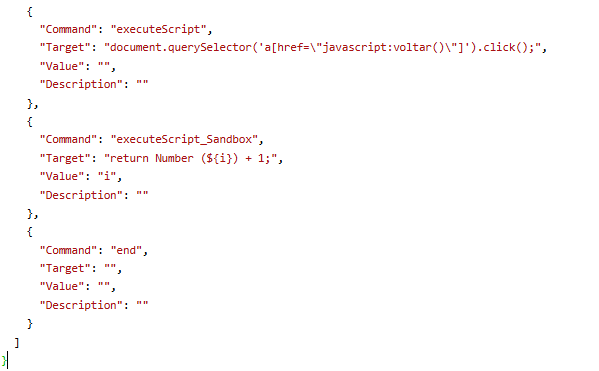 {
"Command": "executeScript",
"Target": "document.querySelector('a[href=\"javascript:voltar()\"]').click();",
"Value": "",
"Description": ""
},
{
"Command": "executeScript_Sandbox",
"Target": "return Number (${i}) + 1;",
"Value": "i",
"Description": ""
},
{
"Command": "end",
"Target": "",
"Value": "",
"Description": ""
}
]
}